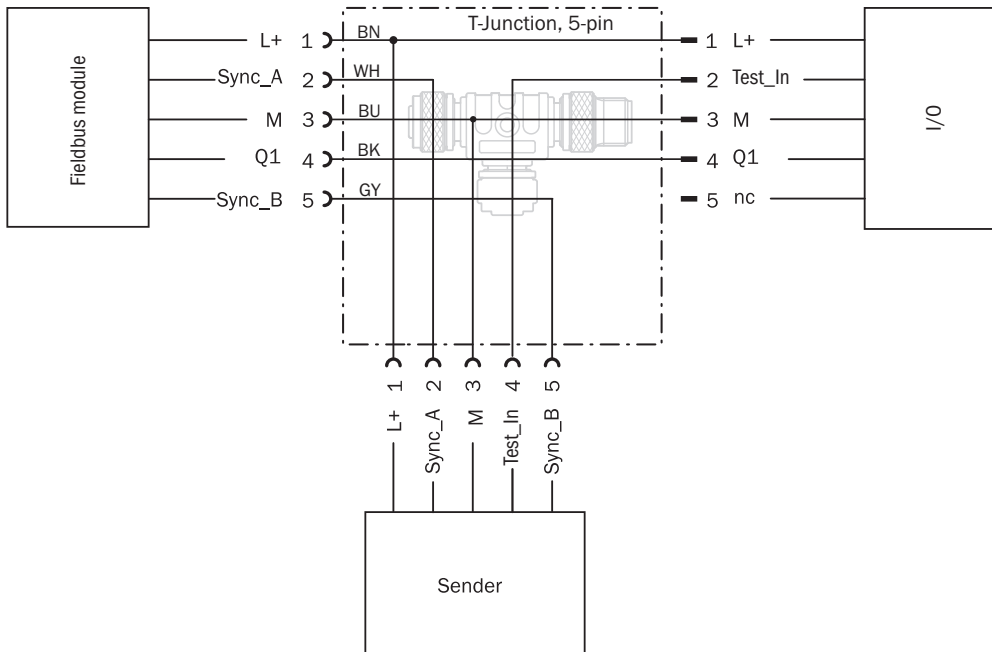 T-Junction, 5-pin
Fieldbus module
L+ 1 BN 1 L+
Sync_A 2 WH 2 Test_In
M 3 BU 3 M
Q1 4 BK 4 Q1
Sync_B 5 GY 5 nc
I/0
1 2 3 4 5
L+ Sync_A M Test_In Sync_B
Sender